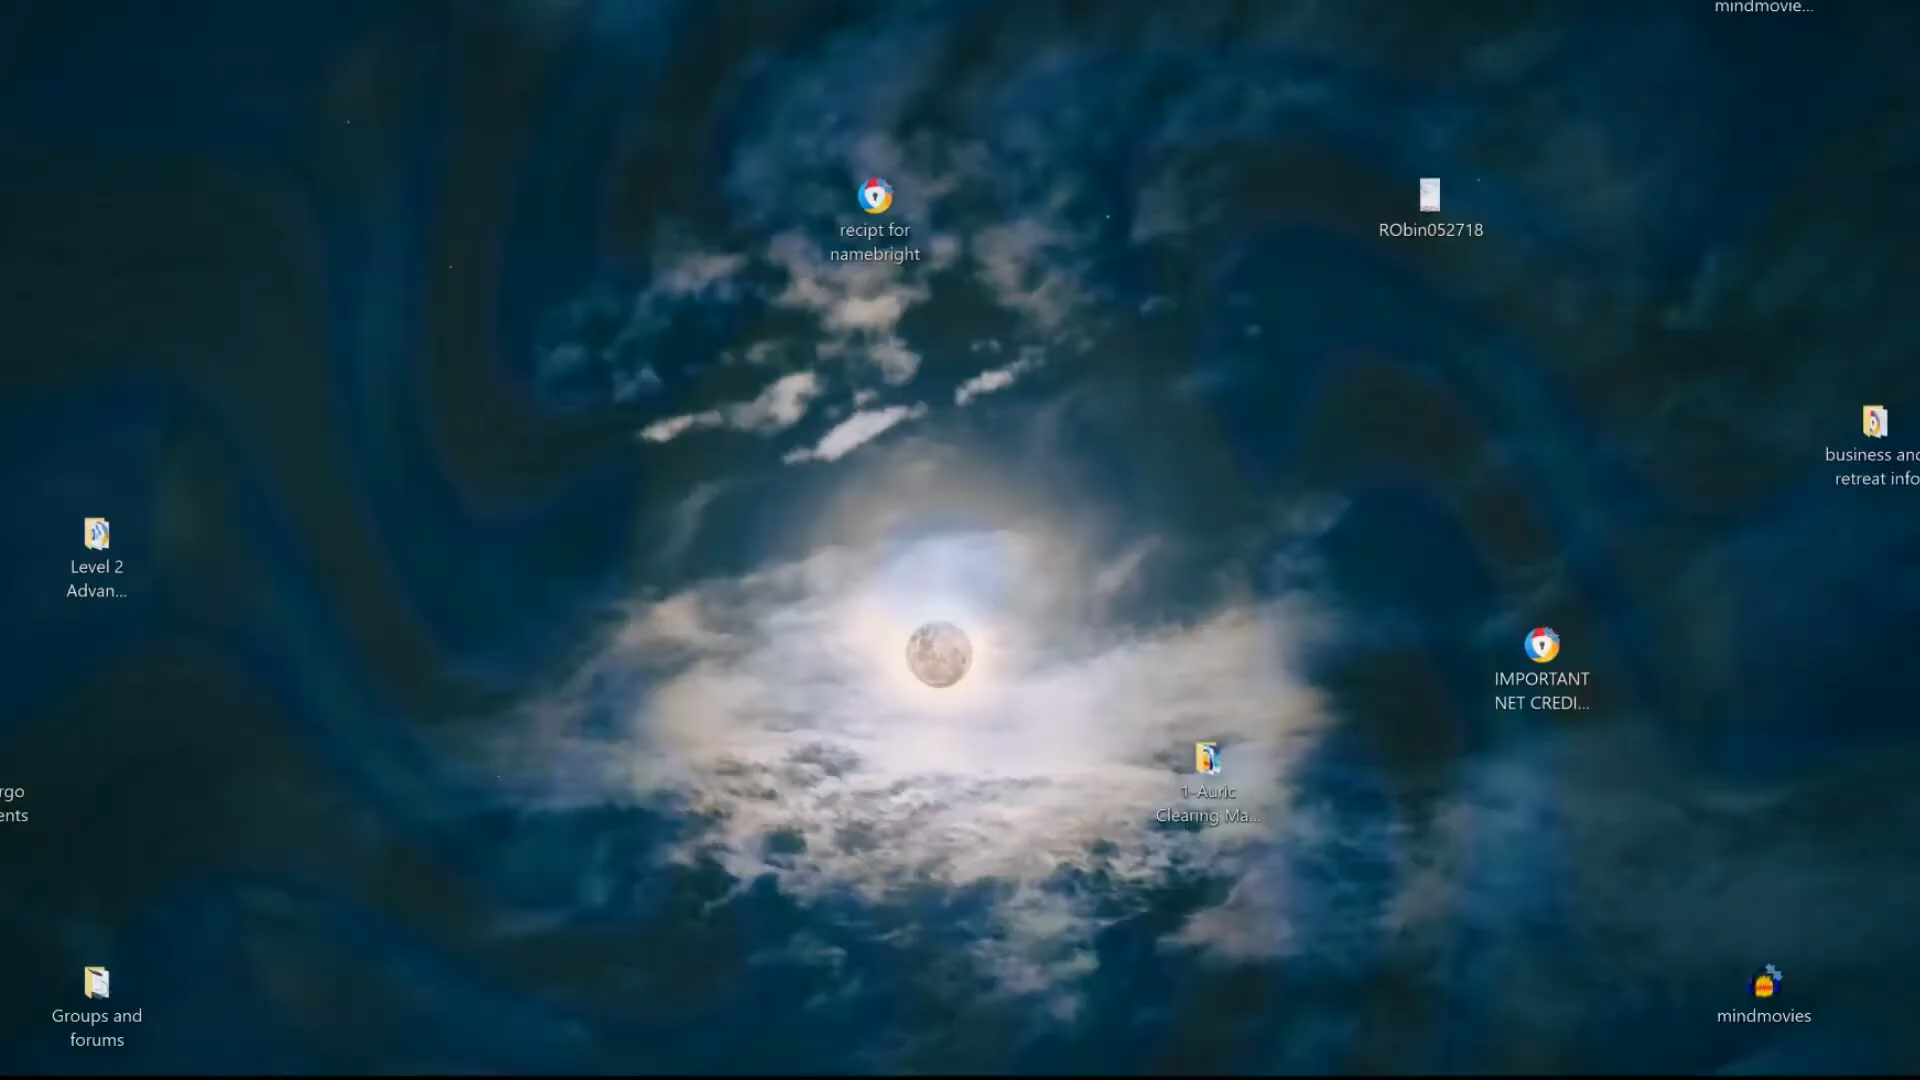 mindmovie...
recipt for
namebright
RObin052718
business and
retreat info
Level 2
Advan...
IMPORTANT
NET CREDI...
rgo
ents
1-Auric
Clearing Ma...
Groups and
forums
mindmovies